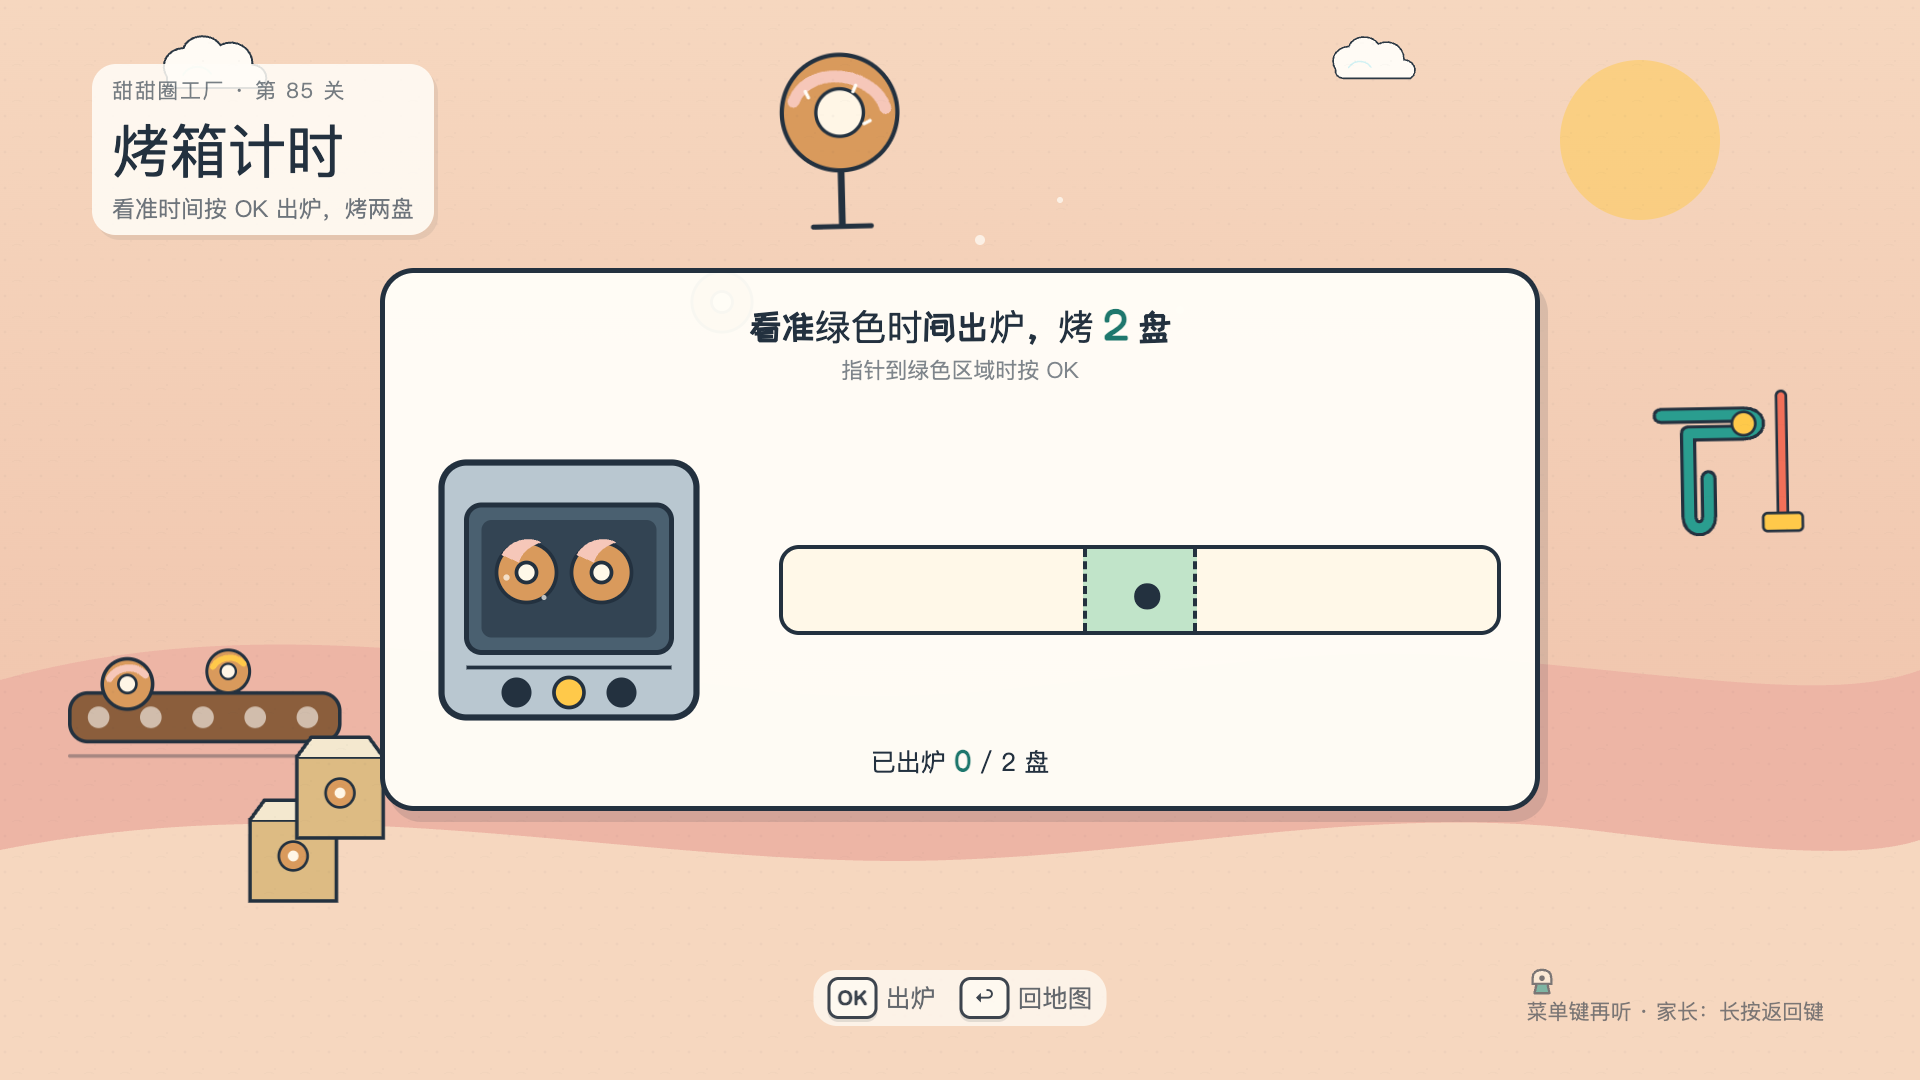 甜甜圈工厂 · 第 85 关
烤箱计时
看准时间按 OK 出炉，烤两盘
看准绿色时间出炉，烤 2 盘
指针到绿色区域时按 OK
已出炉 0 / 2 盘
OK 出炉 回地图
菜单键再听 · 家长：长按返回键